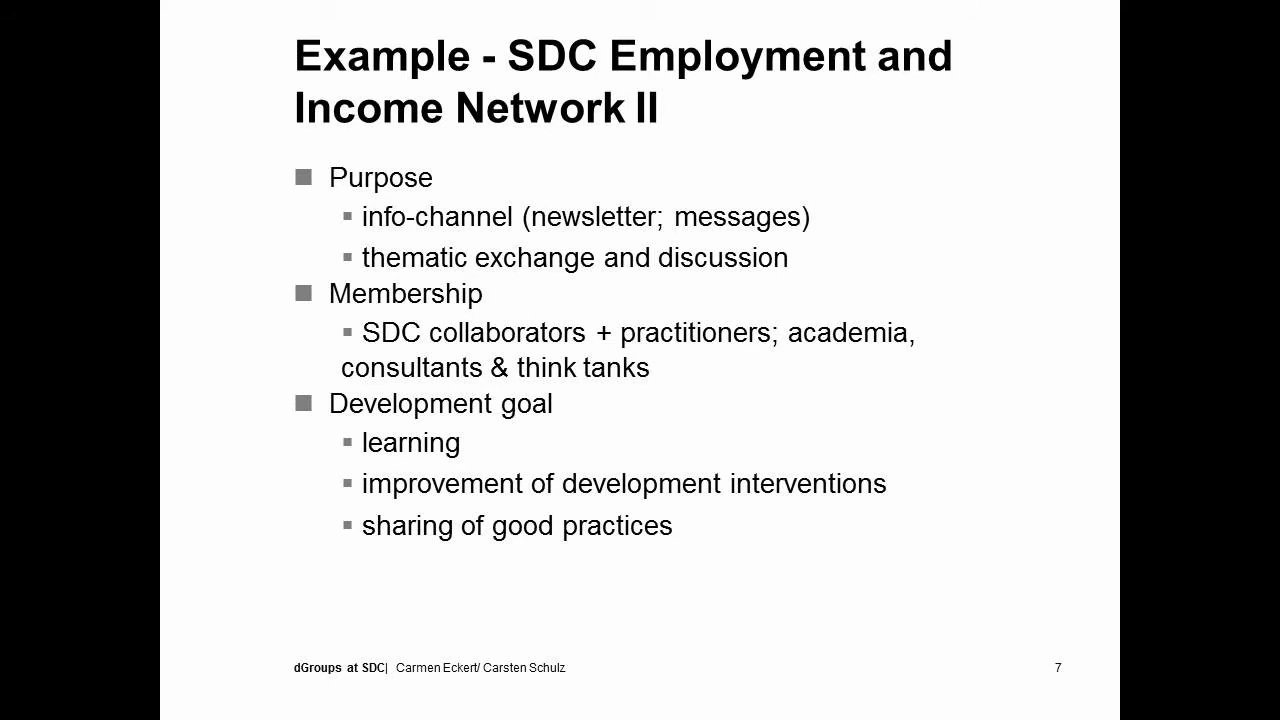 Example - SDC Employment and
Income Network II
Purpose
info-channel (newsletter; messages)
thematic exchange and discussion
Membership
SDC collaborators + practitioners; academia,
consultants & think tanks
Development goal
learning
improvement of development interventions
sharing of good practices
dGroups at SDC| Carmen Eckert/ Carsten Schulz 7